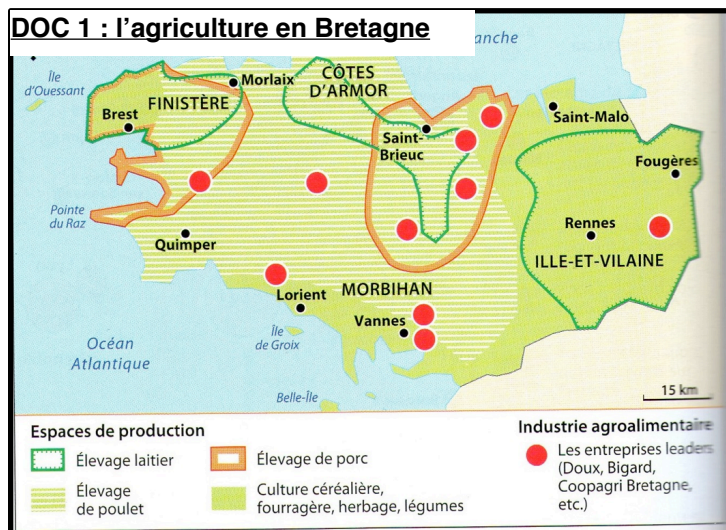 DOC 1 : l’agriculture en Bretagne
anche
Île
d'Ouessant
Morlaix
CÔTES
D'ARMOR
FINISTÈRE
Brest
Saint-
Brieuc
Saint-Malo
Fougères
Pointe
du Raz
Quimper
Rennes
ILLE-ET-VILAINE
MORBIHAN
Lorient
Vannes
Île
de Groix
Océan
Atlantique
Belle-Île
15 km
Espaces de production
Élevage laitier
Élevage de porc
Élevage
de poulet
Culture céréalière,
fourragère, herbage, légumes
Industrie agroalimentaire
Les entreprises leaders
(Doux, Bigard,
Coopagri Bretagne,
etc.)